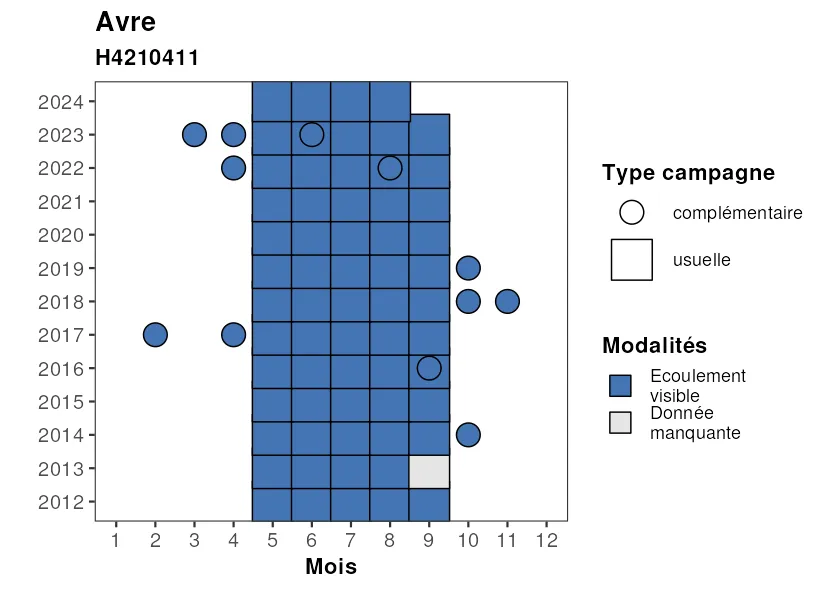 Avre
H4210411
2024
2023
2022
2021
2020
2019
2018
2017
2016
2015
2014
2013
2012
1 2 3 4 5 6 7 8 9 10 11 12
Mois
Type campagne
complémentaire
usuelle
Modalités
Ecoulement
visible
Donnée
manquante